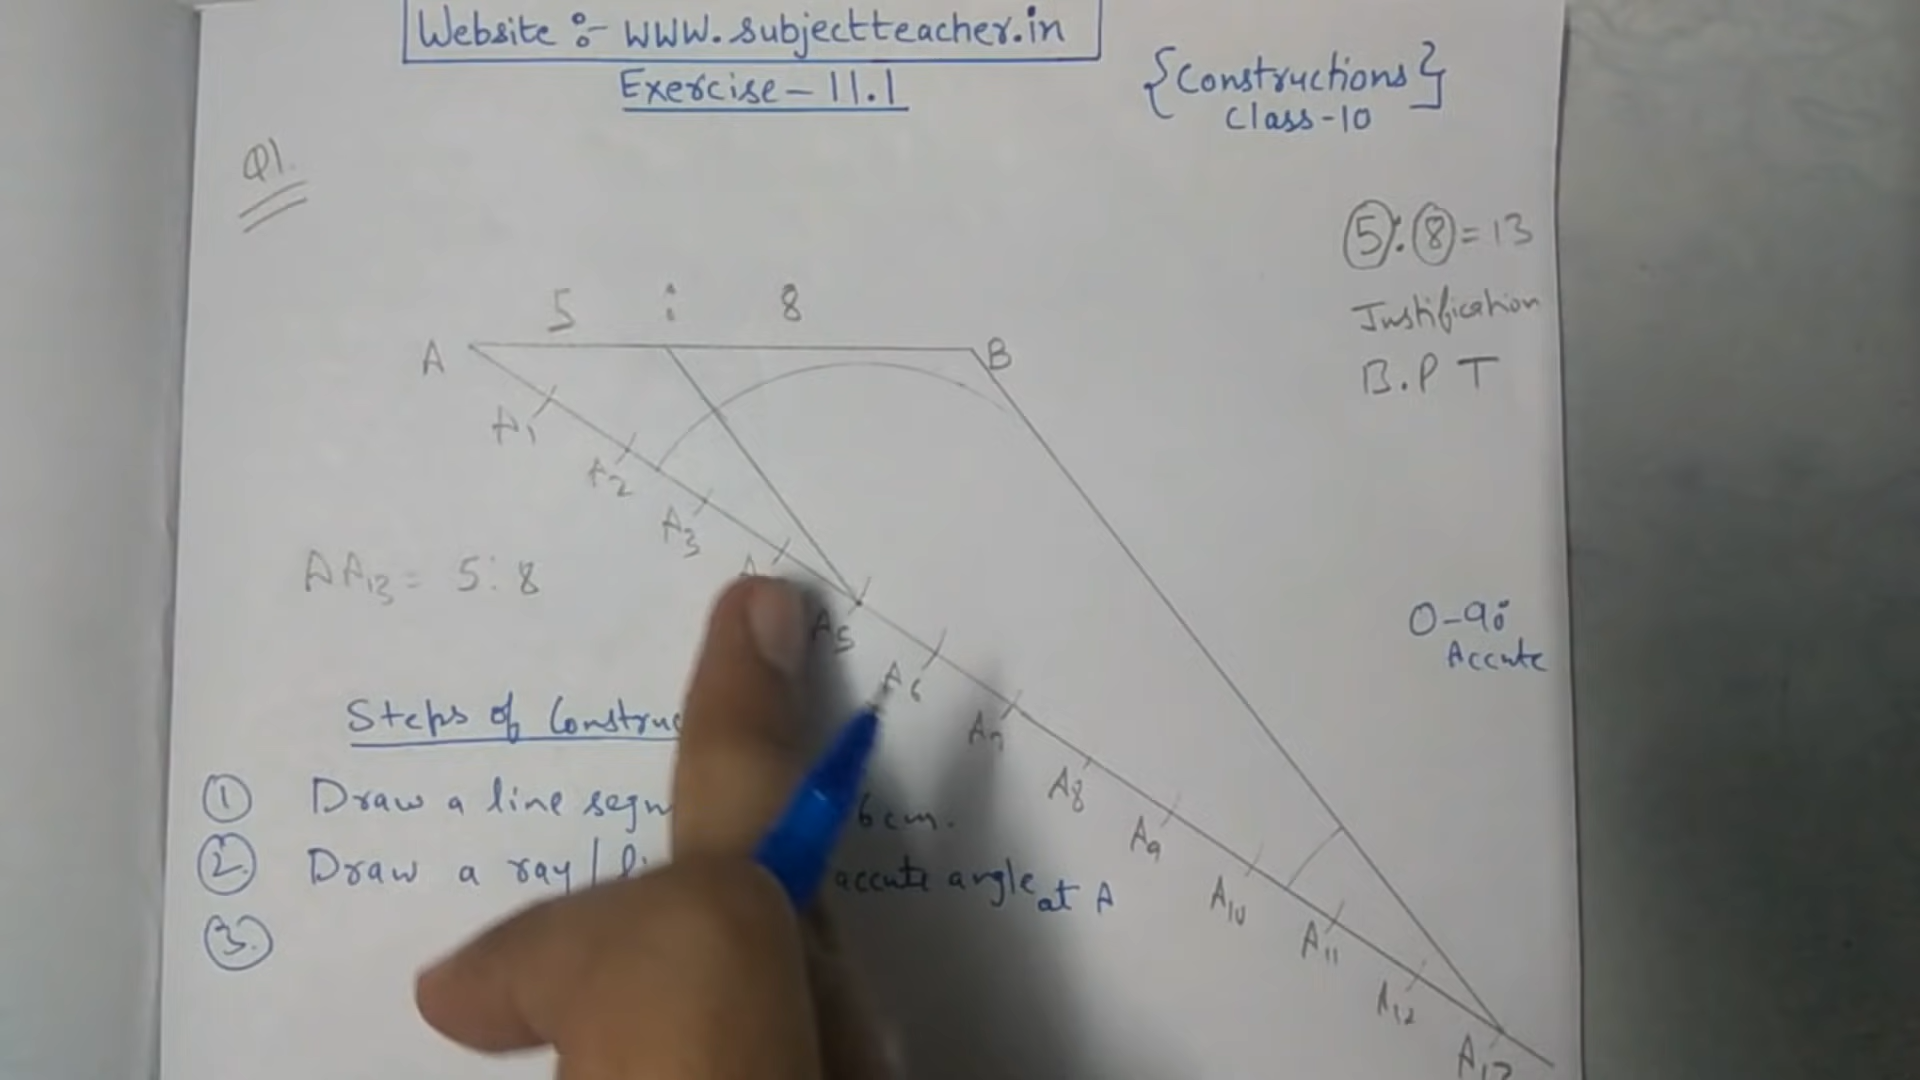 Website :- www.subjectteacher.in
Exercise - 11.1
{Constructions}
Class-10
Q1.
5 : 8 = 13
Justification
B.P T
5 : 8
A
B
A1
A2
A3
A
A5
A6
A7
A8
A9
A10
A11
A12
A13
AA13 = 5:8
0-90°
Accute
Steps of
1 Draw a line 6cm.
2. Draw a ray/ accute angle at A
3.